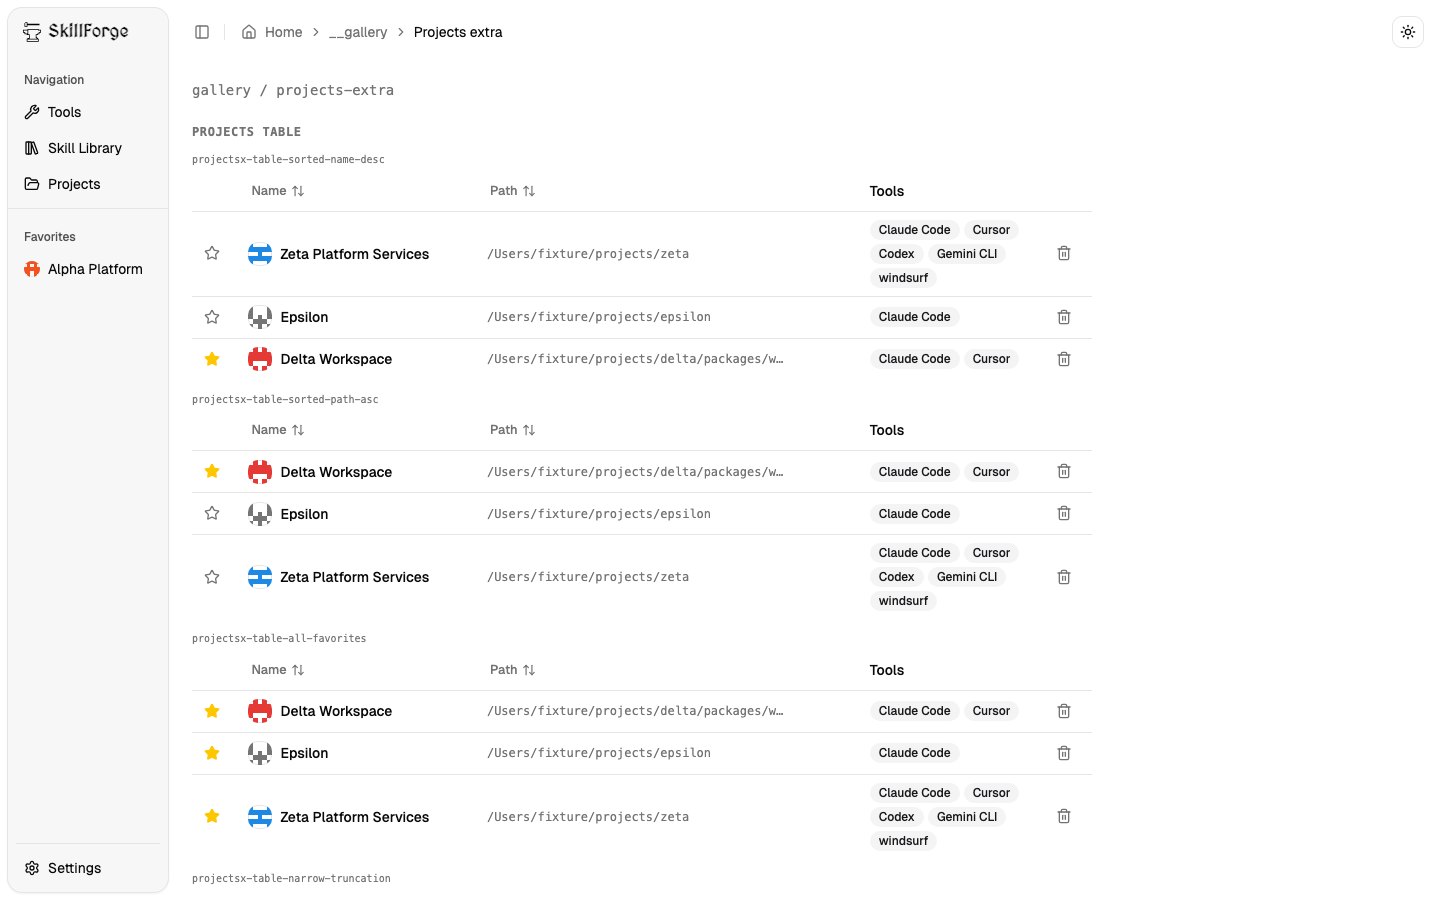 SkillForge
Home
__gallery
Projects extra
Navigation
Tools
Skill Library
Projects
Favorites
Alpha Platform
Settings
gallery / projects-extra
PROJECTS TABLE
projectsx-table-sorted-name-desc
Name Path Tools
Zeta Platform Services /Users/fixture/projects/zeta Claude Code Cursor
Codex Gemini CLI
windsurf
Epsilon /Users/fixture/projects/epsilon Claude Code
Delta Workspace /Users/fixture/projects/delta/packages/w… Claude Code Cursor
projectsx-table-sorted-path-asc
Name Path Tools
Delta Workspace /Users/fixture/projects/delta/packages/w… Claude Code Cursor
Epsilon /Users/fixture/projects/epsilon Claude Code
Zeta Platform Services /Users/fixture/projects/zeta Claude Code Cursor
Codex Gemini CLI
windsurf
projectsx-table-all-favorites
Name Path Tools
Delta Workspace /Users/fixture/projects/delta/packages/w… Claude Code Cursor
Epsilon /Users/fixture/projects/epsilon Claude Code
Zeta Platform Services /Users/fixture/projects/zeta Claude Code Cursor
Codex Gemini CLI
windsurf
projectsx-table-narrow-truncation